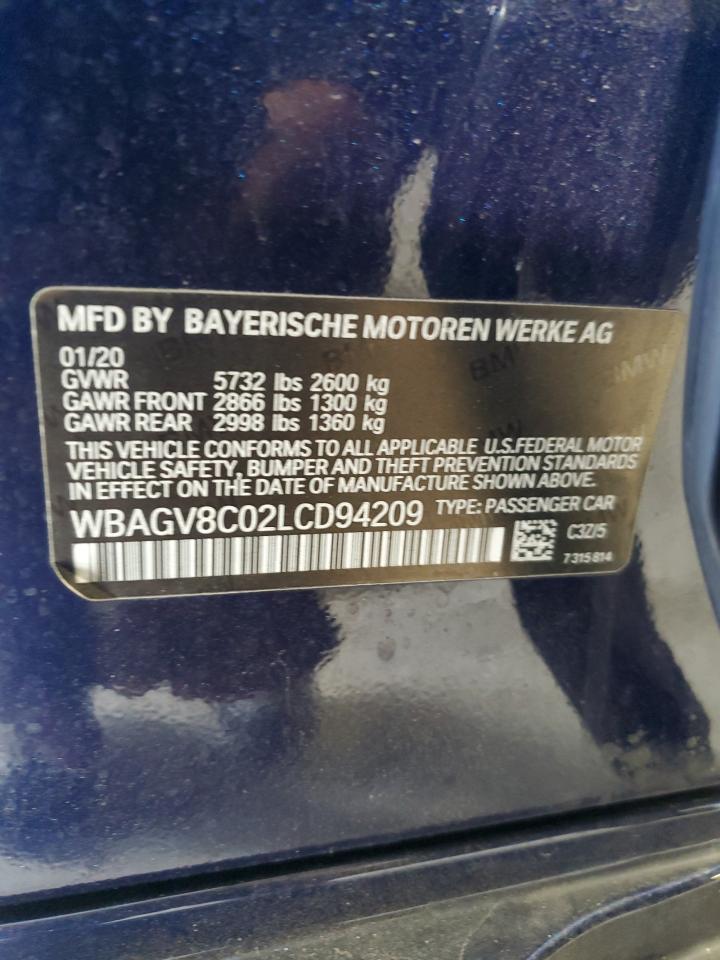 MFD BY BAYERISCHE MOTOREN WERKE AG
01/20
GVWR 5732 lbs 2600 kg
GAWR FRONT 2866 lbs 1300 kg
GAWR REAR 2998 lbs 1360 kg
THIS VEHICLE CONFORMS TO ALL APPLICABLE U.S.FEDERAL MOTOR
VEHICLE SAFETY, BUMPER AND THEFT PREVENTION STANDARDS
IN EFFECT ON THE DATE OF MANUFACTURE SHOWN ABOVE.
WBAGV8C02LCD94209 TYPE: PASSENGER CAR
C3Z/5
7 315 814
BMW
BMW